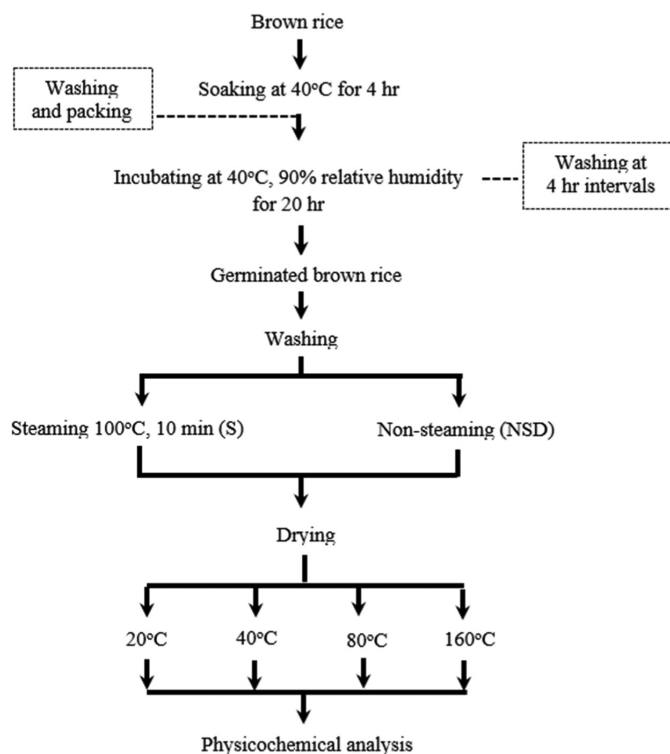 Brown rice
Washing
and packing
Soaking at 40°C for 4 hr
Incubating at 40°C, 90% relative humidity
for 20 hr
Washing at
4 hr intervals
Germinated brown rice
Washing
Steaming 100°C, 10 min (S)
Non-steaming (NSD)
Drying
20°C
40°C
80°C
160°C
Physicochemical analysis